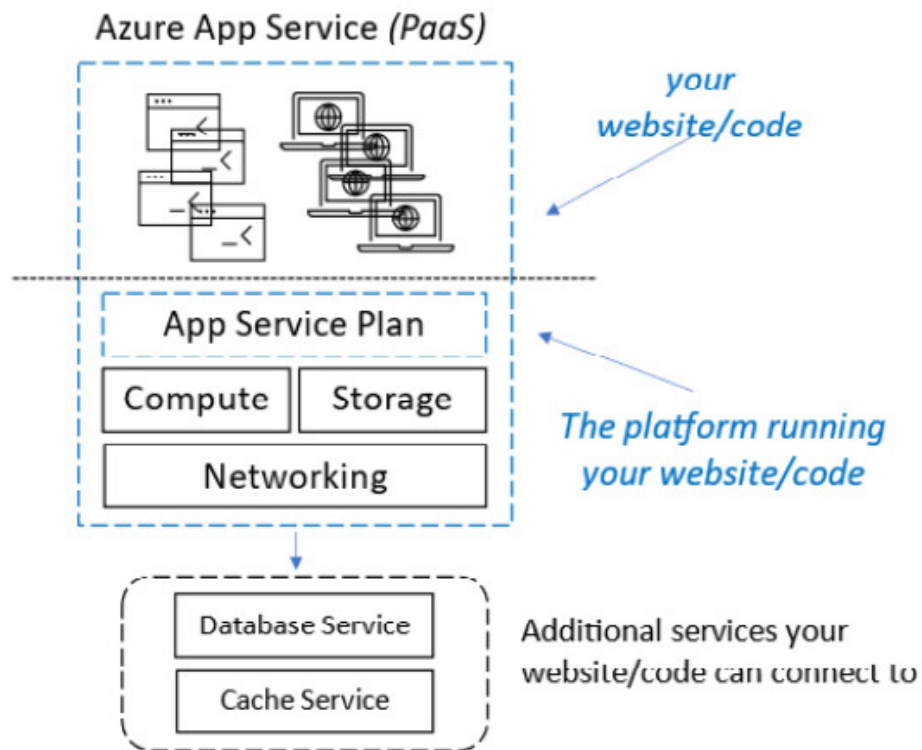 Azure App Service (PaaS)
your
website/code
App Service Plan
Compute
Storage
The platform running
your website/code
Networking
Database Service
Cache Service
Additional services your
website/code can connect to